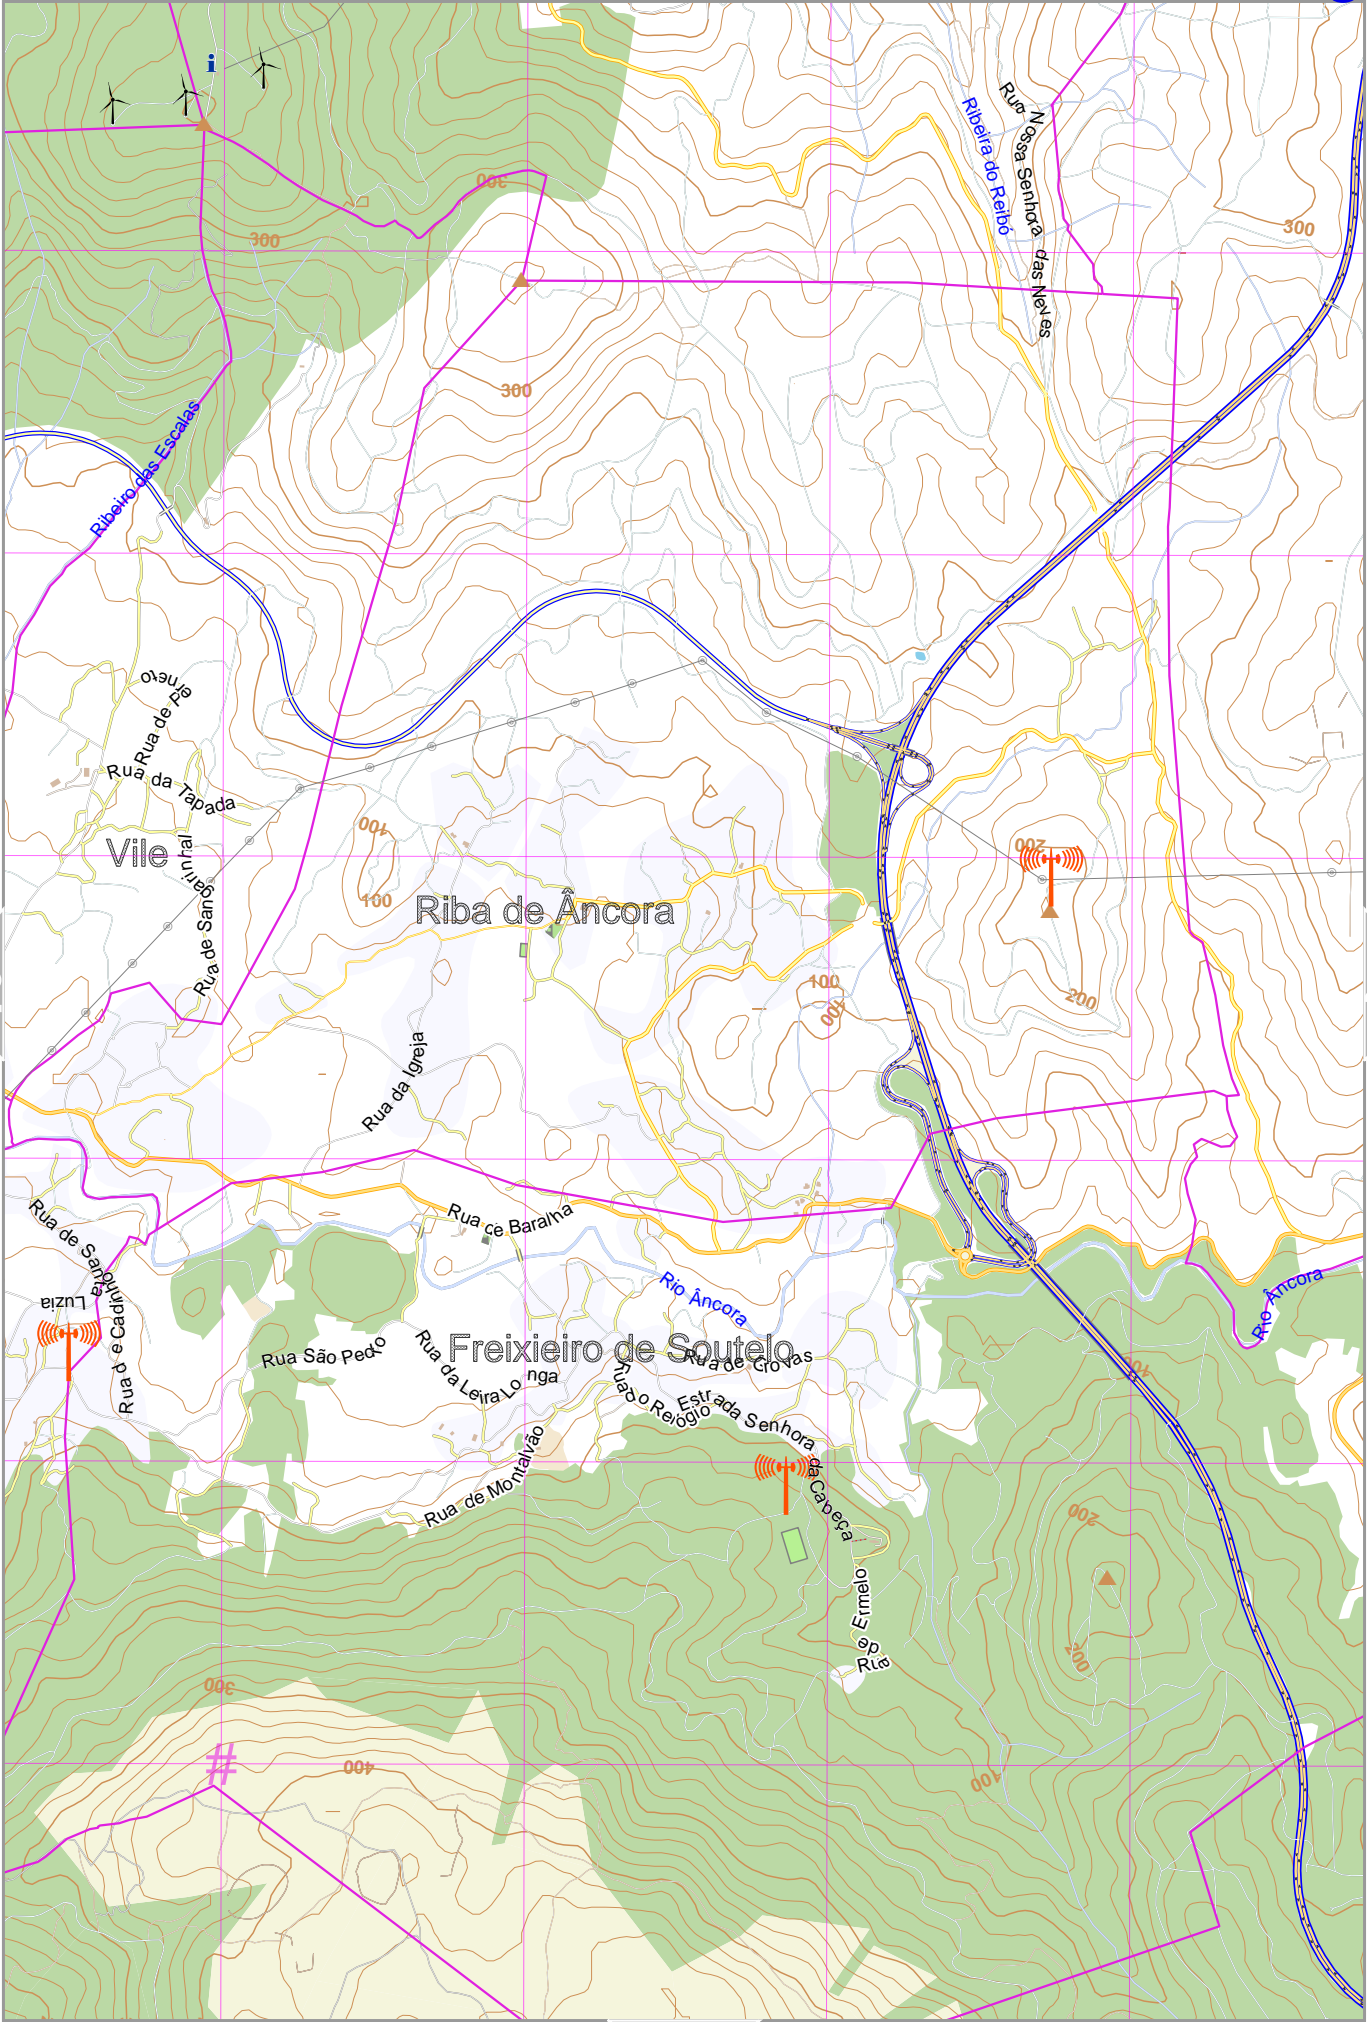 i
300
300
Ribeira do Reibó
Rua Nossa Senhora das Neves
300
300
Ribeiro das Escalas
Rua de Perneto
Rua da Tapada
Vile
Rua de Sangarinhal
100
100
Riba de Âncora
200
200
100
100
Rua da Igreja
Rua de Baralha
Rio Âncora
Rio Âncora
Rua de Santa Luzia
Rua de Cadinho
Rua São Pedro
Rua da Leira Longa
Freixieiro de Soutelo
Rua de Crovas
Rua do Relógio
Estrada Senhora da Cabeça
100
Rua de Montalvão
200
Rua de Ermelo
200
300
#
400
100